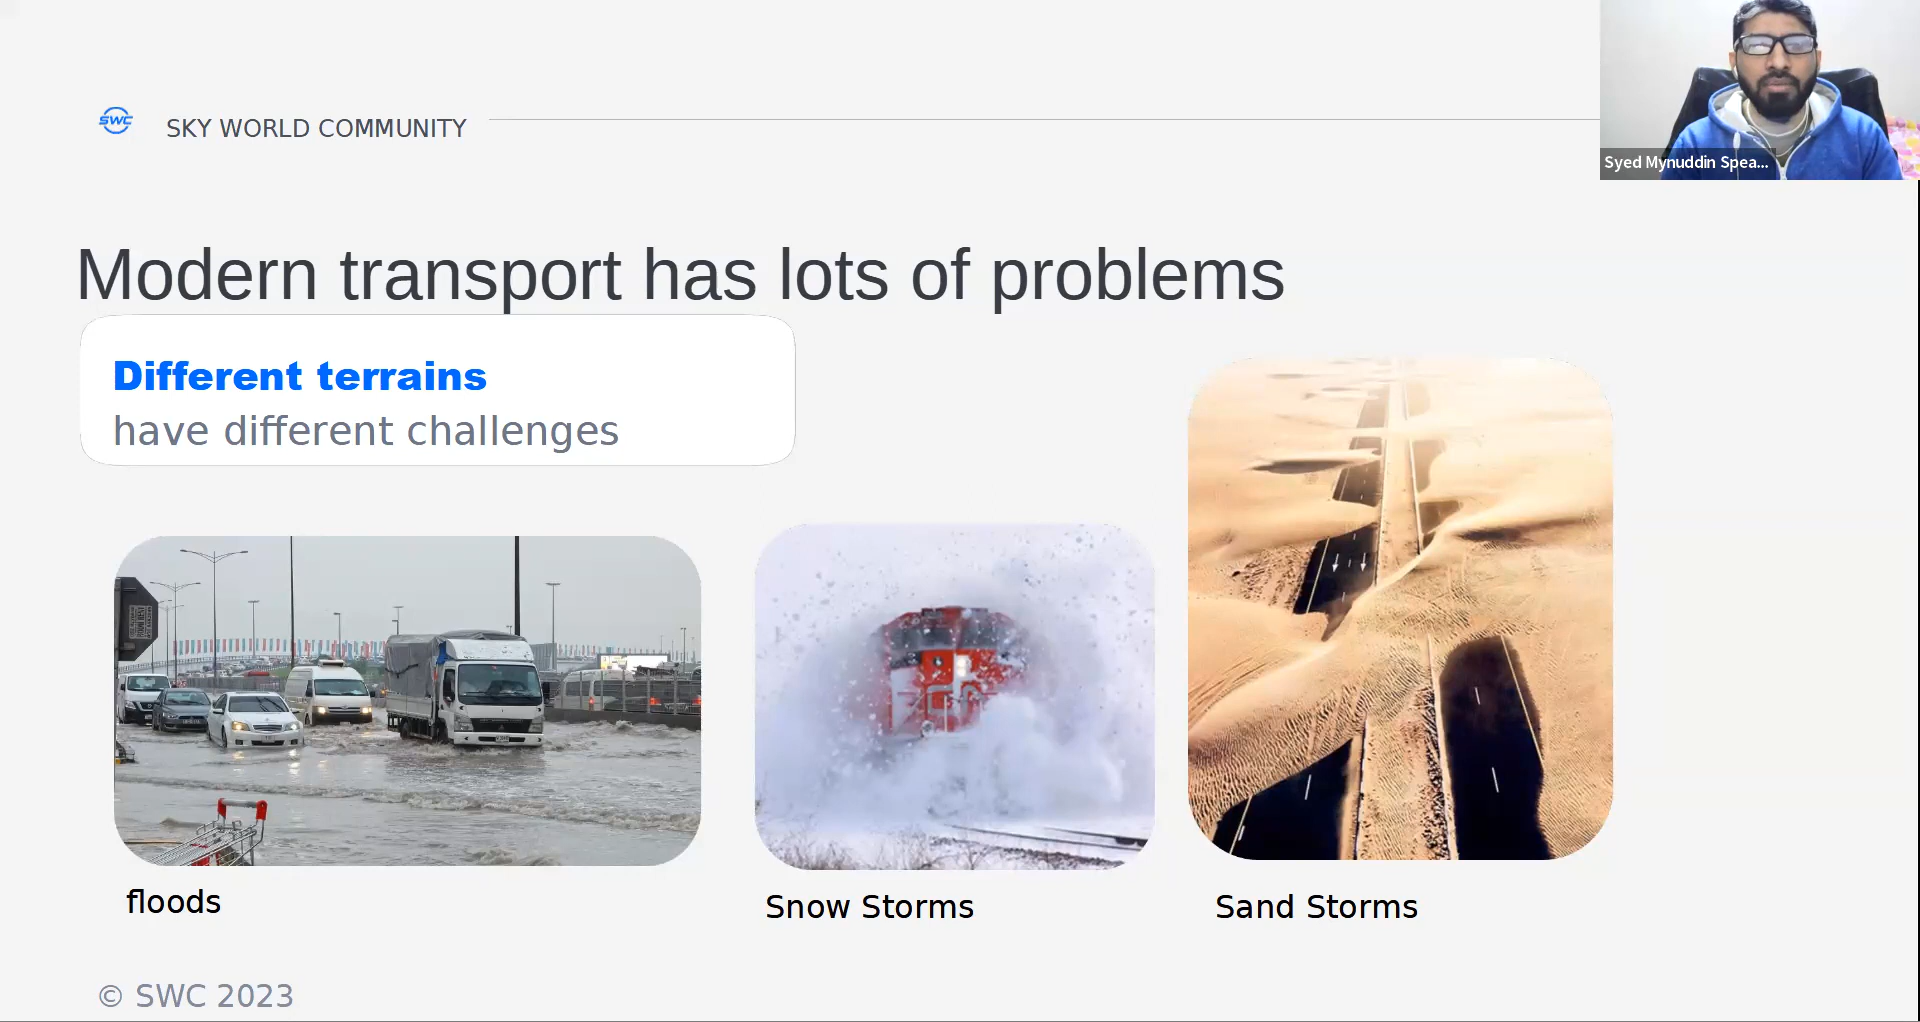 SWC
SKY WORLD COMMUNITY
Syed Mynuddin Spea...
Modern transport has lots of problems
Different terrains
have different challenges
floods
Snow Storms
Sand Storms
© SWC 2023